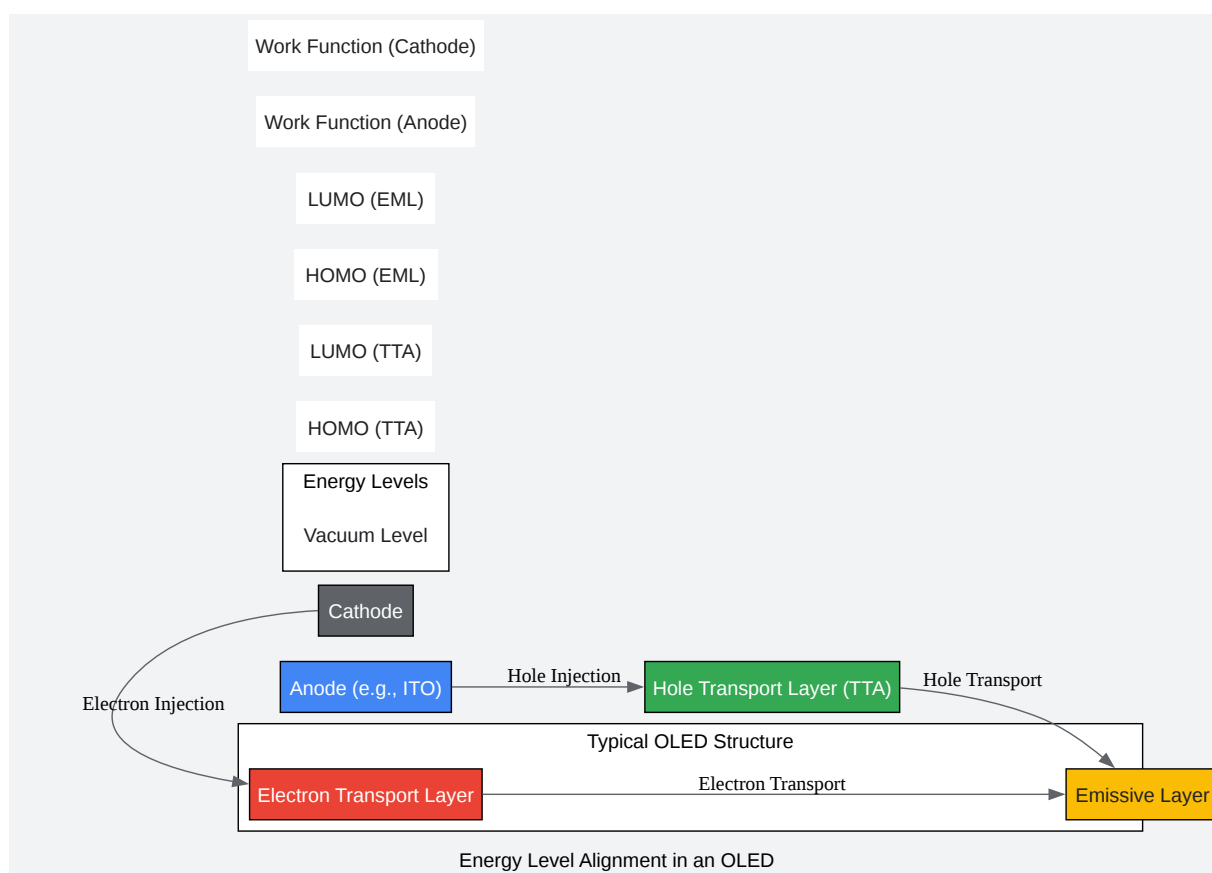 Work Function (Cathode)
Work Function (Anode)
LUMO (EML)
HOMO (EML)
LUMO (TTA)
HOMO (TTA)
Energy Levels
Vacuum Level
Cathode
Anode (e.g., ITO)
Hole Injection
Hole Transport Layer (TTA)
Hole Transport
Electron Injection
Typical OLED Structure
Electron Transport Layer
Electron Transport
Emissive Layer
Energy Level Alignment in an OLED